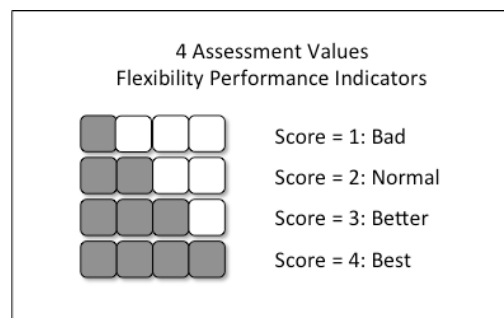 4 Assessment Values
Flexibility Performance Indicators
Score = 1: Bad
Score = 2: Normal
Score = 3: Better
Score = 4: Best